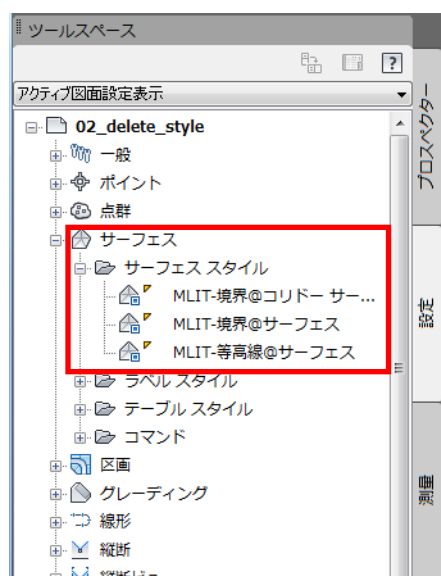 ツールスペース
アクティブ図面設定表示
02_delete_style
一般
ポイント
点群
サーフェス
サーフェス スタイル
MLIT-境界@コリドー サー...
MLIT-境界@サーフェス
MLIT-等高線@サーフェス
ラベル スタイル
テーブル スタイル
コマンド
区画
グレーディング
線形
縦断
縦断ビュー
プロスペクター
設定
測量